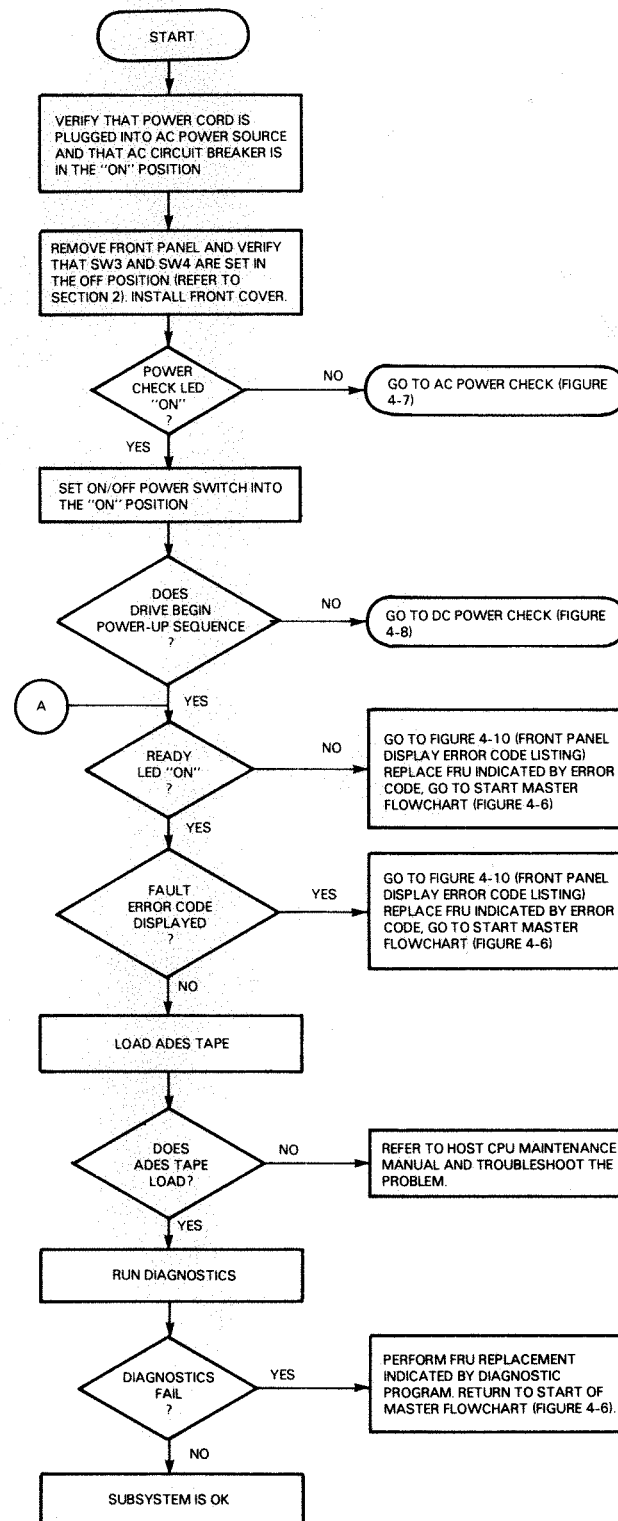 START
VERIFY THAT POWER CORD IS
PLUGGED INTO AC POWER SOURCE
AND THAT AC CIRCUIT BREAKER IS
IN THE "ON" POSITION
REMOVE FRONT PANEL AND VERIFY
THAT SW3 AND SW4 ARE SET IN
THE OFF POSITION (REFER TO
SECTION 2). INSTALL FRONT COVER.
POWER
CHECK LED
"ON"
?
NO
GO TO AC POWER CHECK (FIGURE
4-7)
YES
SET ON/OFF POWER SWITCH INTO
THE "ON" POSITION
DOES
DRIVE BEGIN
POWER-UP SEQUENCE
?
NO
GO TO DC POWER CHECK (FIGURE
4-8)
A
YES
READY
LED "ON"
?
NO
GO TO FIGURE 4-10 (FRONT PANEL
DISPLAY ERROR CODE LISTING)
REPLACE FRU INDICATED BY ERROR
CODE, GO TO START MASTER
FLOWCHART (FIGURE 4-6)
YES
FAULT
ERROR CODE
DISPLAYED
?
YES
GO TO FIGURE 4-10 (FRONT PANEL
DISPLAY ERROR CODE LISTING)
REPLACE FRU INDICATED BY ERROR
CODE, GO TO START MASTER
FLOWCHART (FIGURE 4-6)
NO
LOAD ADES TAPE
DOES
ADES TAPE
LOAD?
NO
REFER TO HOST CPU MAINTENANCE
MANUAL AND TROUBLESHOOT THE
PROBLEM.
YES
RUN DIAGNOSTICS
DIAGNOSTICS
FAIL
?
YES
PERFORM FRU REPLACEMENT
INDICATED BY DIAGNOSTIC
PROGRAM. RETURN TO START OF
MASTER FLOWCHART (FIGURE 4-6).
NO
SUBSYSTEM IS OK